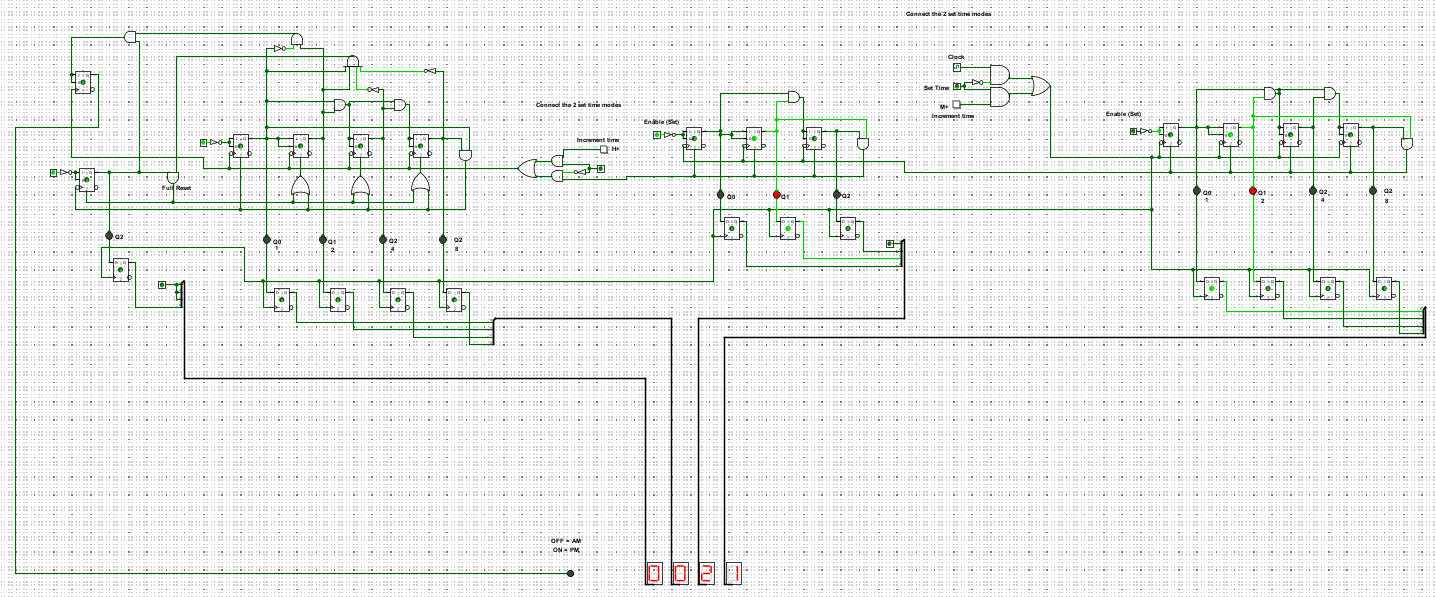 Connect the 2 set time modes
Clock
Set Time
M+
Increment time
Connect the 2 set time modes
Enable (Set)
Enable (Set)
Increment time
H+
Full Reset
Q0
1
Q1
2
Q2
4
Q2
8
Q0
Q1
Q2
Q2
Q0
1
Q1
2
Q2
4
Q2
8
OFF = AM
ON = PM
0 0 2 1